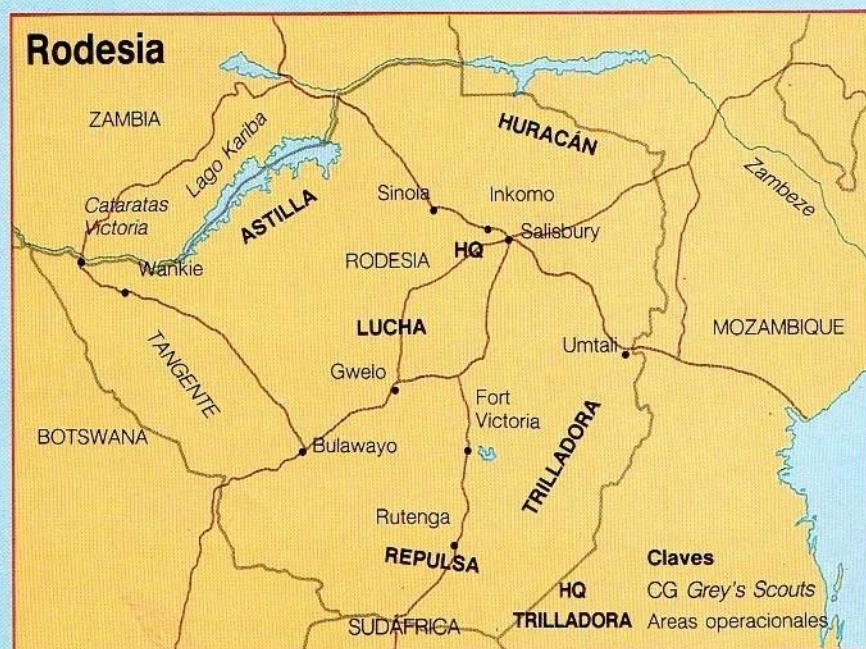 Rodesia
ZAMBIA
Lago Kariba
HURACÁN
Cataratas
Victoria
ASTILLA
Sinoia
Inkomo
Zambeze
Salisbury
HQ
RODESIA
Wankie
LUCHA
MOZAMBIQUE
TANGENTE
Umtali
Gwelo
Fort
Victoria
BOTSWANA
Bulawayo
TRILLADORA
Rutenga
REPULSA
Claves
HQ CG Grey's Scouts
TRILLADORA Areas operacionales
SUDÁFRICA